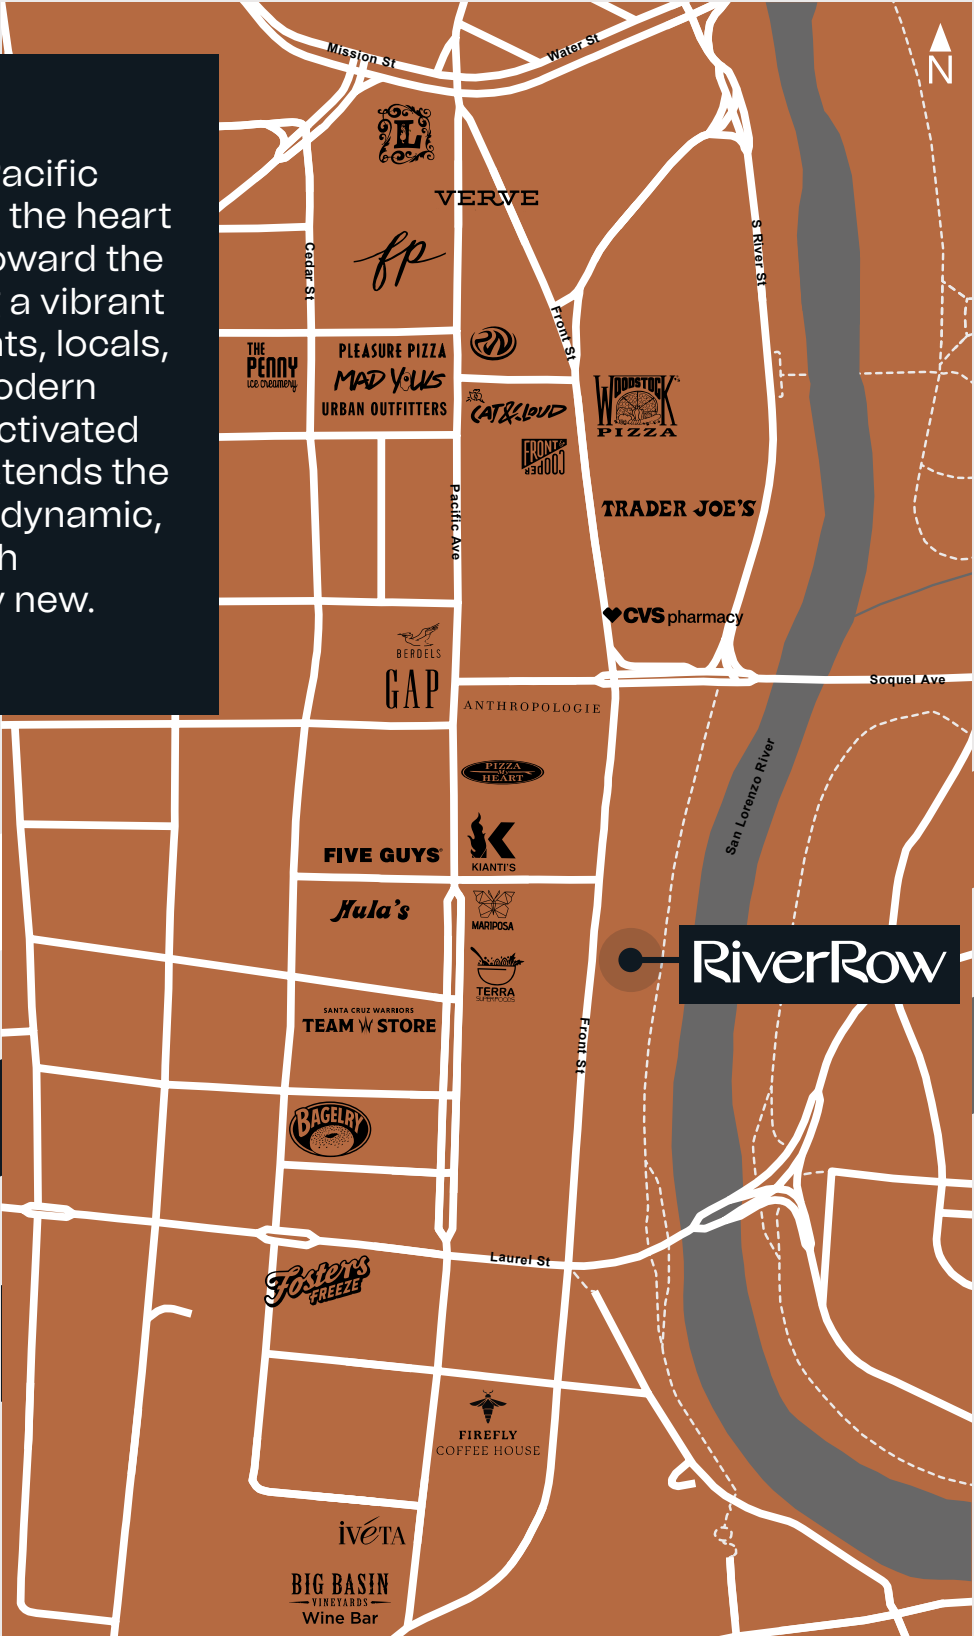 Mission St
Water St
N
L
acific
the heart
oward the
a vibrant
ts, locals,
odern
ctivated
tends the
dynamic,
h
new.
VERVE
fp
Cedar St
S River St
Front St
THE
PENNY
ice creamery
PLEASURE PIZZA
MAD YOLKS
URBAN OUTFITTERS
CAT & CLOUD
WOODSTOCK'S
PIZZA
FRONT &
COOPER
Pacific Ave
TRADER JOE'S
CVS pharmacy
BERDELS
GAP
ANTHROPOLOGIE
Soquel Ave
PIZZA
My
HEART
San Lorenzo River
K
KIANTI'S
FIVE GUYS
Hula's
MARIPOSA
RiverRow
TERRA
SUPERFOODS
SANTA CRUZ WARRIORS
TEAM W STORE
Front St
BAGELRY
Laurel St
Fosters
FREEZE
FIREFLY
COFFEE HOUSE
iveta
BIG BASIN
VINEYARDS
Wine Bar